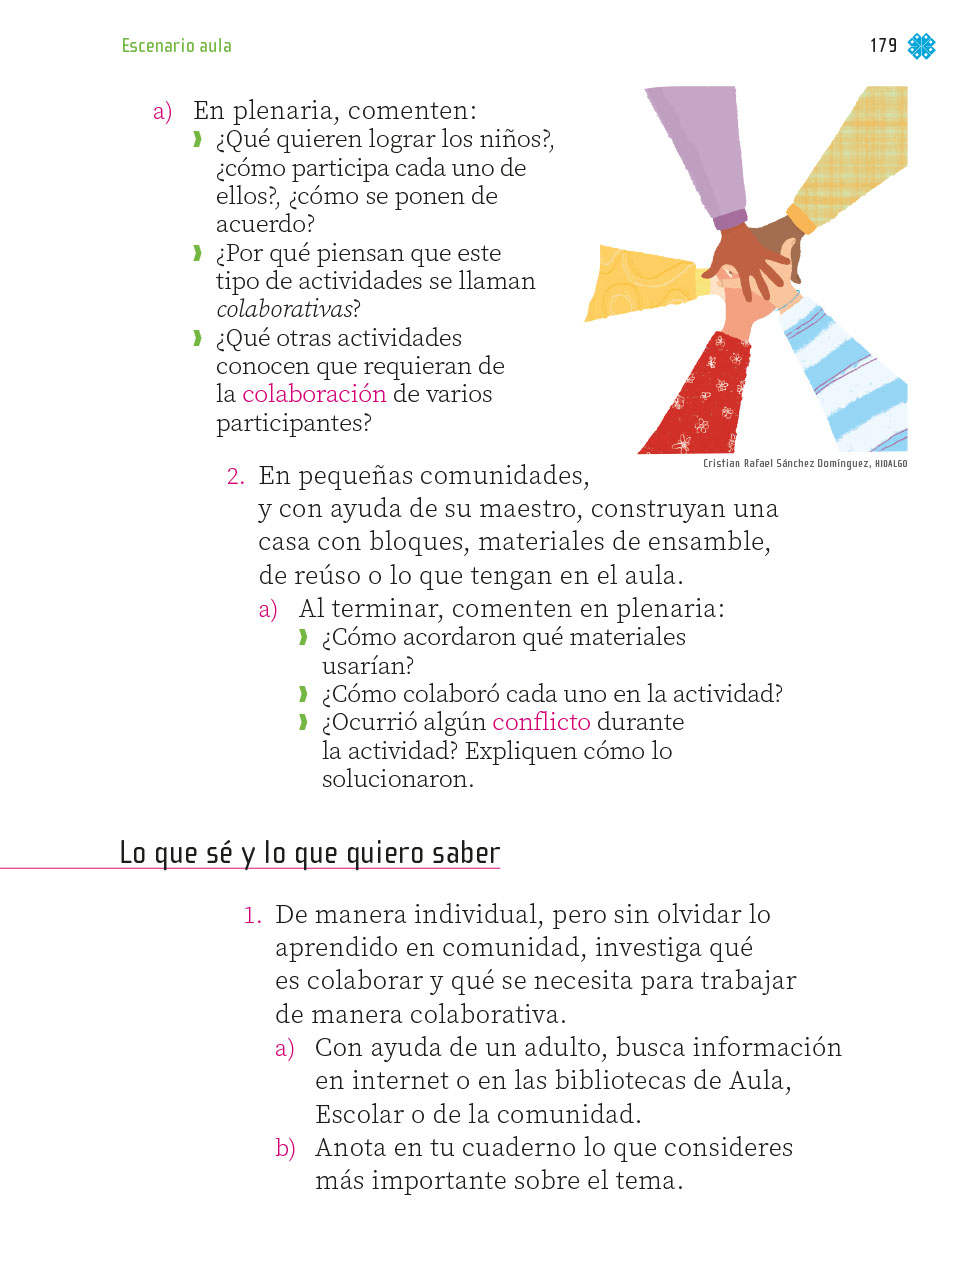 Escenario aula
179
a) En plenaria, comenten:
¿Qué quieren lograr los niños?,
¿cómo participa cada uno de
ellos?, ¿cómo se ponen de
acuerdo?
¿Por qué piensan que este
tipo de actividades se llaman
colaborativas?
¿Qué otras actividades
conocen que requieran de
la colaboración de varios
participantes?
Cristian Rafael Sánchez Domínguez, HIDALGO
2. En pequeñas comunidades,
y con ayuda de su maestro, construyan una
casa con bloques, materiales de ensamble,
de reúso o lo que tengan en el aula.
a) Al terminar, comenten en plenaria:
¿Cómo acordaron qué materiales
usarían?
¿Cómo colaboró cada uno en la actividad?
¿Ocurrió algún conflicto durante
la actividad? Expliquen cómo lo
solucionaron.
Lo que sé y lo que quiero saber
1. De manera individual, pero sin olvidar lo
aprendido en comunidad, investiga qué
es colaborar y qué se necesita para trabajar
de manera colaborativa.
a) Con ayuda de un adulto, busca información
en internet o en las bibliotecas de Aula,
Escolar o de la comunidad.
b) Anota en tu cuaderno lo que consideres
más importante sobre el tema.